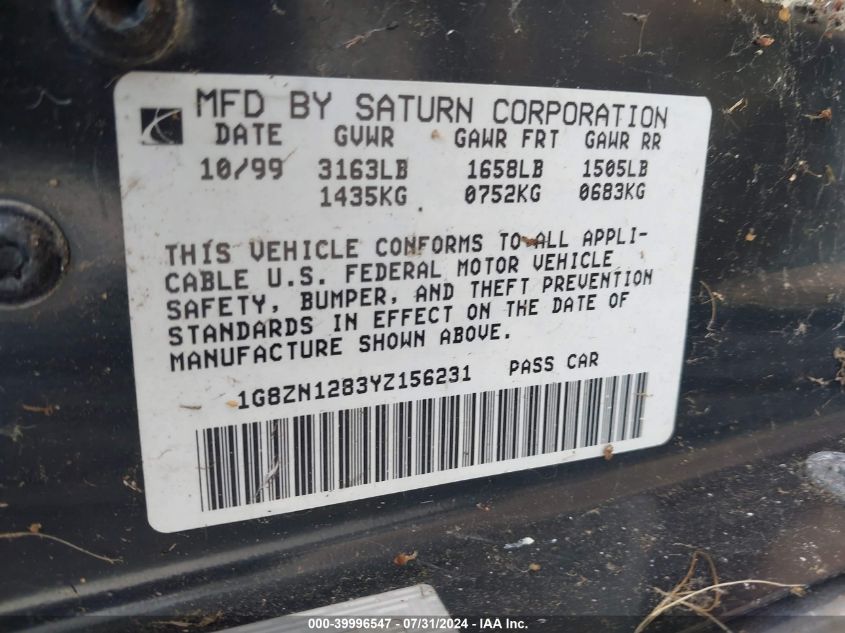 MFD BY SATURN CORPORATION
DATE GVWR GAWR FRT GAWR RR
10/99 3163LB 1658LB 1505LB
1435KG 0752KG 0683KG
THIS VEHICLE CONFORMS TO ALL APPLI-
CABLE U.S. FEDERAL MOTOR VEHICLE
SAFETY, BUMPER, AND THEFT PREVENTION
STANDARDS IN EFFECT ON THE DATE OF
MANUFACTURE SHOWN ABOVE.
1G8ZN1283YZ156231 PASS CAR
000-39996547 / 07/31/2024 / IAA Inc.